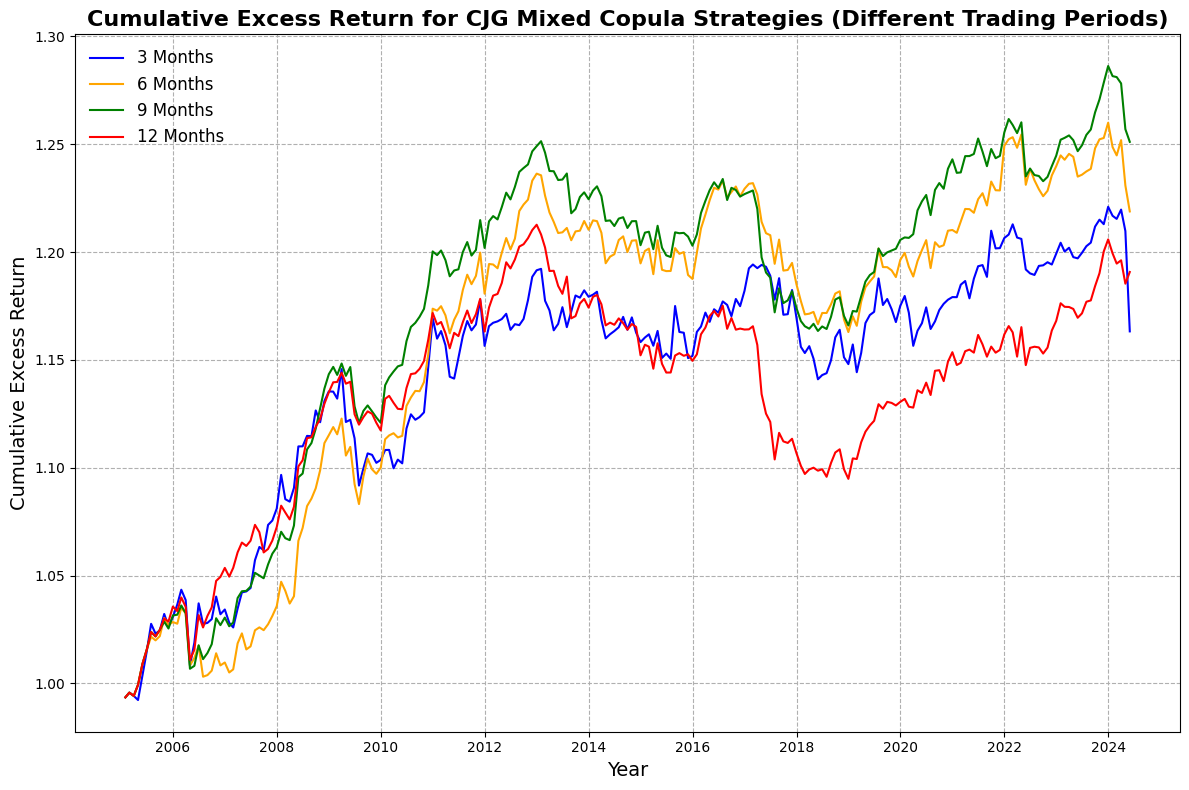 Cumulative Excess Return for CJG Mixed Copula Strategies (Different Trading Periods)
3 Months
6 Months
9 Months
12 Months
Cumulative Excess Return
1.30
1.25
1.20
1.15
1.10
1.05
1.00
2006 2008 2010 2012 2014 2016 2018 2020 2022 2024
Year